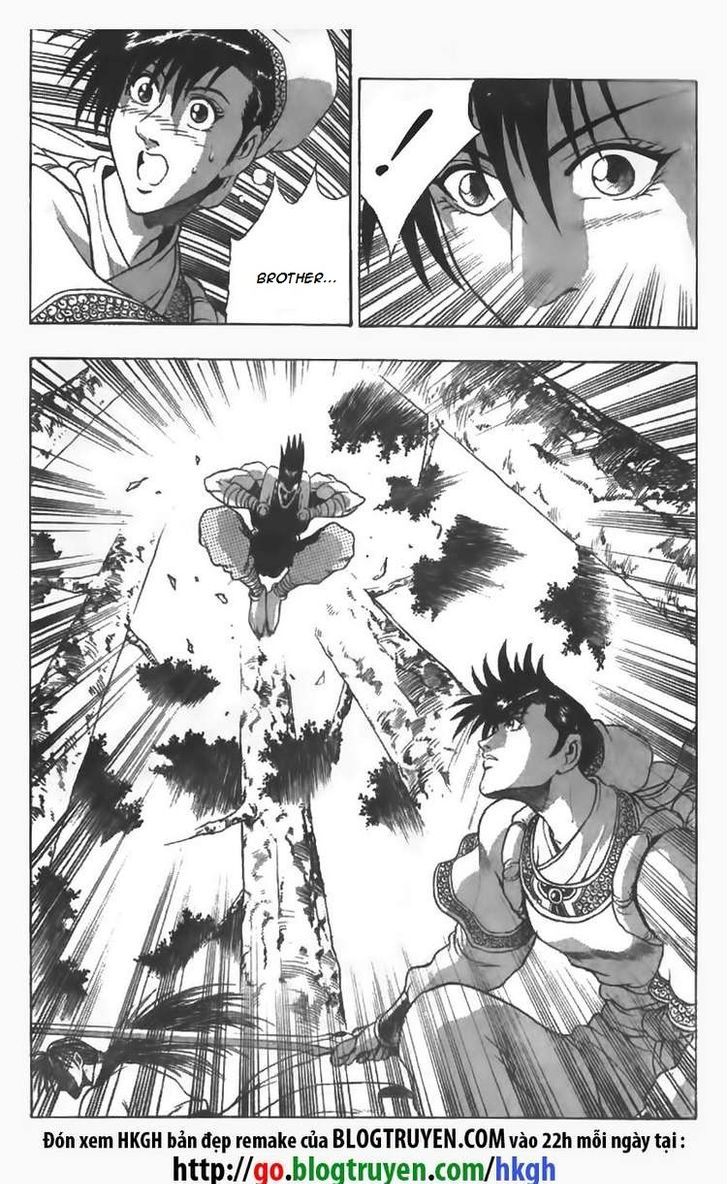 BROTHER...
!
Đón xem HKGH bản đẹp remake của BLOGTRUYEN.COM vào 22h mỗi ngày tại :
http://go.blogtruyen.com/hkgh